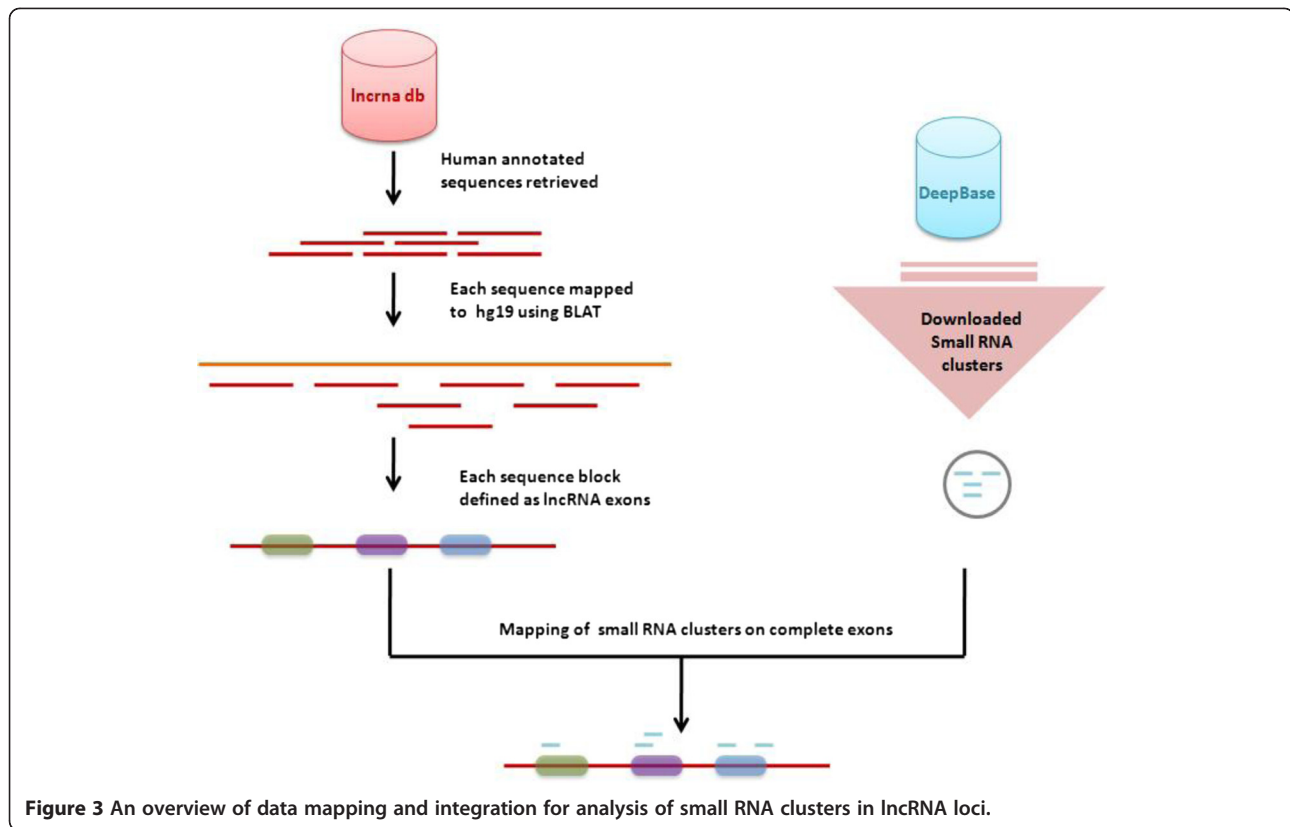 lncrna db
Human annotated
sequences retrieved
Each sequence mapped
to hg19 using BLAT
Each sequence block
defined as lncRNA exons
DeepBase
Downloaded
Small RNA
clusters
Mapping of small RNA clusters on complete exons
Figure 3 An overview of data mapping and integration for analysis of small RNA clusters in lncRNA loci.